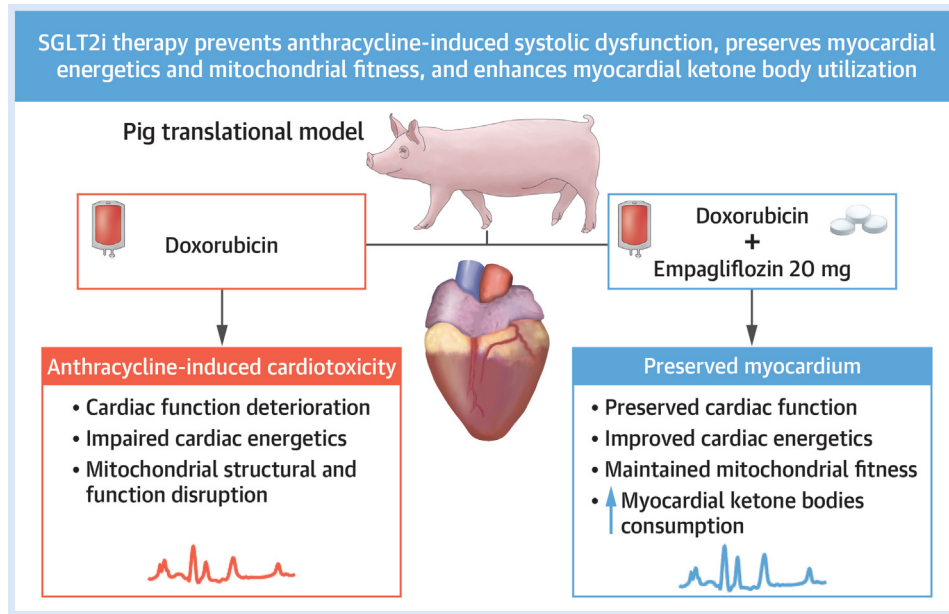 SGLT2i therapy prevents anthracycline-induced systolic dysfunction, preserves myocardial
energetics and mitochondrial fitness, and enhances myocardial ketone body utilization
Pig translational model
Doxorubicin
Doxorubicin
+
Empagliflozin 20 mg
Anthracycline-induced cardiotoxicity
• Cardiac function deterioration
• Impaired cardiac energetics
• Mitochondrial structural and
function disruption
Preserved myocardium
• Preserved cardiac function
• Improved cardiac energetics
• Maintained mitochondrial fitness
• ↑ Myocardial ketone bodies
consumption